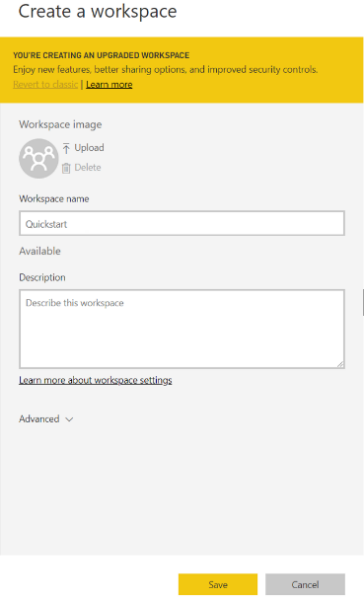 Create a workspace
YOU'RE CREATING AN UPGRADED WORKSPACE
Enjoy new features, better sharing options, and improved security controls.
Revert to classic | Learn more
Workspace image
Upload
Delete
Workspace name
Quickstart
Available
Description
Describe this workspace
Learn more about workspace settings
Advanced
Save
Cancel